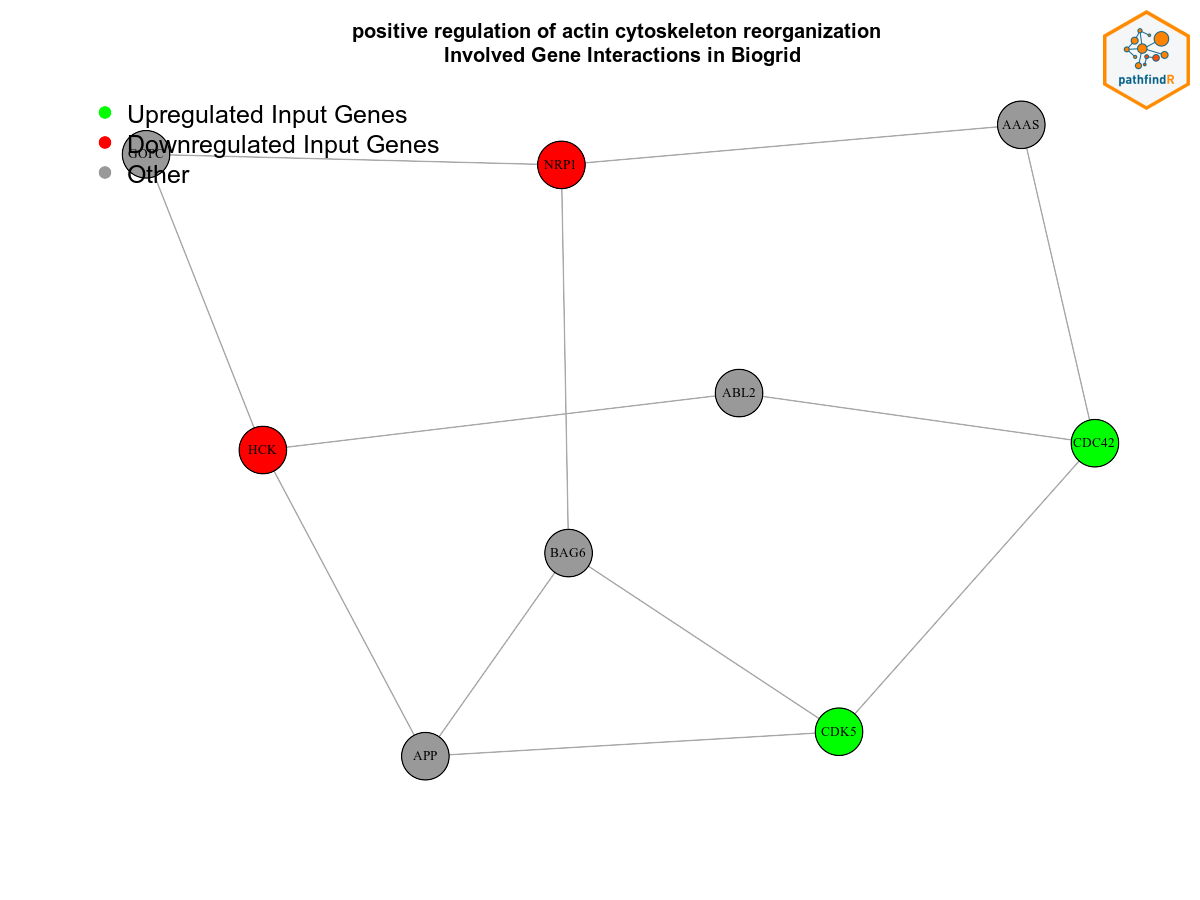 positive regulation of actin cytoskeleton reorganization
Involved Gene Interactions in Biogrid
pathfindR
Upregulated Input Genes
Downregulated Input Genes
Other
GOPC
NRP1
AAAS
ABL2
CDC42
HCK
BAG6
CDK5
APP